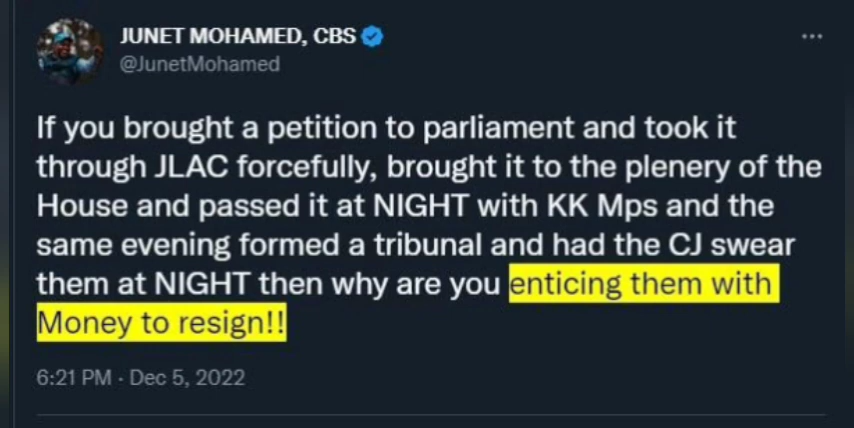 JUNET MOHAMED, CBS
@JunetMohamed
If you brought a petition to parliament and took it
through JLAC forcefully, brought it to the plenery of the
House and passed it at NIGHT with KK Mps and the
same evening formed a tribunal and had the CJ swear
them at NIGHT then why are you enticing them with
Money to resign!!
6:21 PM · Dec 5, 2022